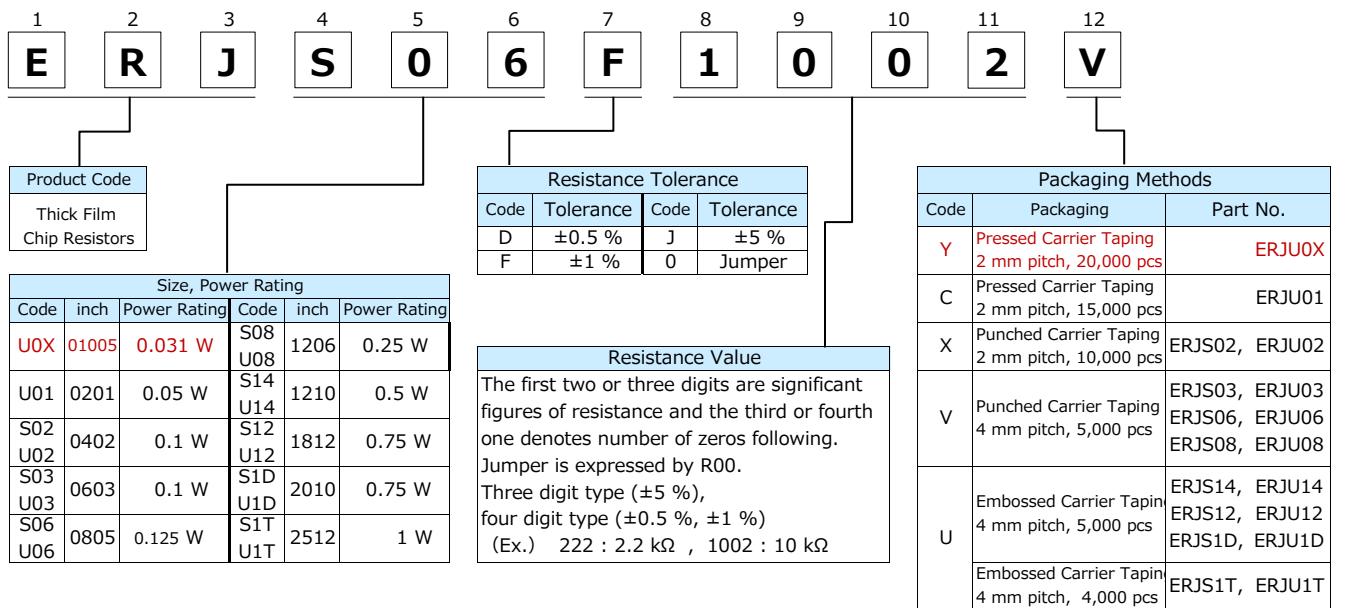 1 2 3 4 5 6 7 8 9 10 11 12
E R J S 0 6 F 1 0 0 2 V
Product Code
Thick Film
Chip Resistors
Size, Power Rating
Code inch Power Rating Code inch Power Rating
U0X 01005 0.031 W S08 U08 1206 0.25 W
U01 0201 0.05 W S14 U14 1210 0.5 W
S02 U02 0402 0.1 W S12 U12 1812 0.75 W
S03 U03 0603 0.1 W S1D U1D 2010 0.75 W
S06 U06 0805 0.125 W S1T U1T 2512 1 W
Resistance Tolerance
Code Tolerance Code Tolerance
D ±0.5 % J ±5 %
F ±1 % 0 Jumper
Resistance Value
The first two or three digits are significant
figures of resistance and the third or fourth
one denotes number of zeros following.
Jumper is expressed by R00.
Three digit type (±5 %),
four digit type (±0.5 %, ±1 %)
(Ex.) 222 : 2.2 kΩ , 1002 : 10 kΩ
Packaging Methods
Code Packaging Part No.
Y Pressed Carrier Taping
2 mm pitch, 20,000 pcs ERJU0X
C Pressed Carrier Taping
2 mm pitch, 15,000 pcs ERJU01
X Punched Carrier Taping
2 mm pitch, 10,000 pcs ERJS02, ERJU02
V Punched Carrier Taping
4 mm pitch, 5,000 pcs
ERJS03, ERJU03
ERJS06, ERJU06
ERJS08, ERJU08
U Embossed Carrier Tapin
4 mm pitch, 5,000 pcs
ERJS14, ERJU14
ERJS12, ERJU12
ERJS1D, ERJU1D
Embossed Carrier Tapin
4 mm pitch, 4,000 pcs ERJS1T, ERJU1T